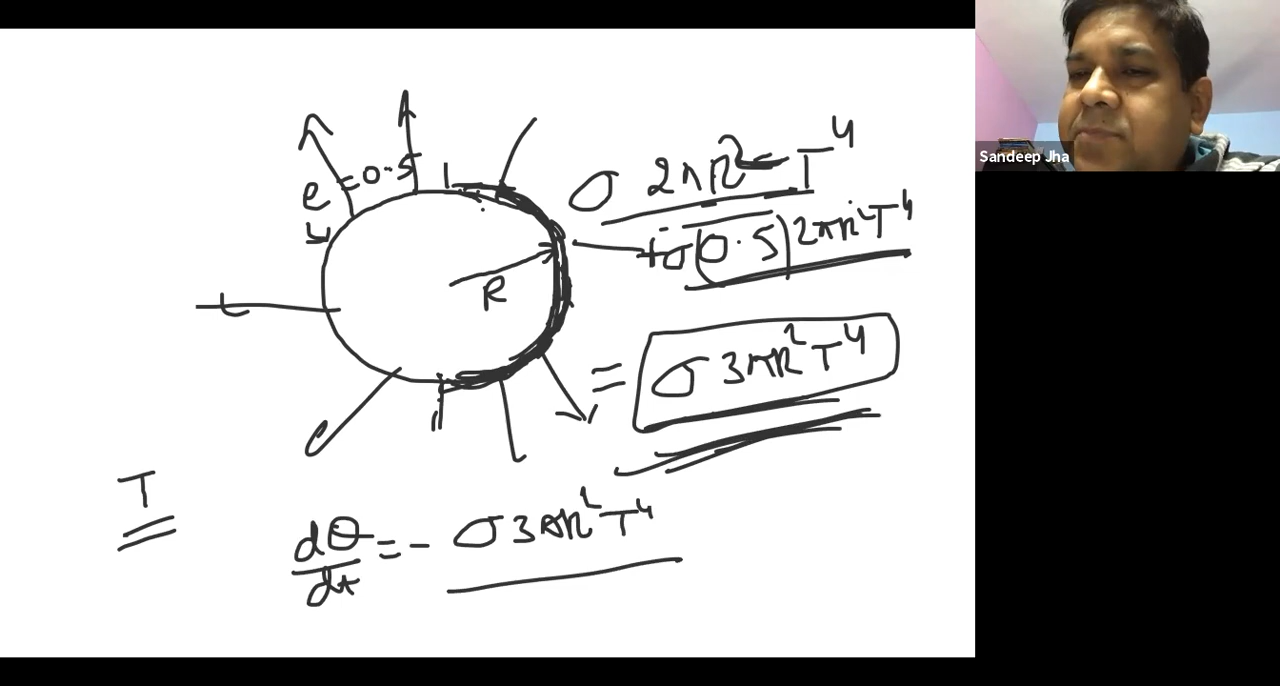 e = 0.5
σ 2πR² T⁴
+ σ(0.5) 2πR² T⁴
R
= σ 3πR² T⁴
T
dθ/dt = - σ 3πR² T⁴
Sandeep Jha